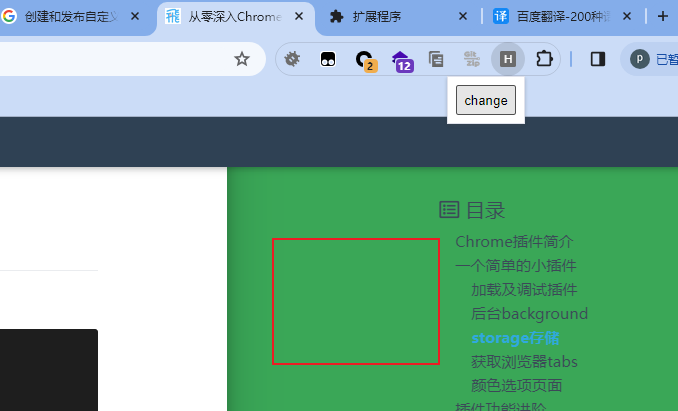 创建和发布自定义
从零深入Chrome
扩展程序
百度翻译-200种语
2
12
Git
Zip
H
p
已暂
change
目录
Chrome插件简介
一个简单的小插件
加载及调试插件
后台background
storage存储
获取浏览器tabs
颜色选项页面
插件功能进阶